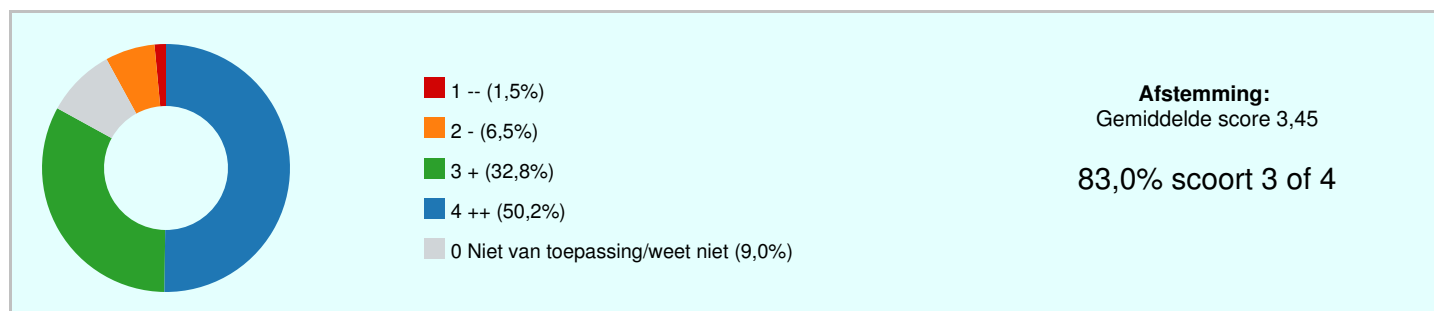 1 -- (1,5%)
2 - (6,5%)
3 + (32,8%)
4 ++ (50,2%)
0 Niet van toepassing/weet niet (9,0%)
Afstemming:
Gemiddelde score 3,45
83,0% scoort 3 of 4